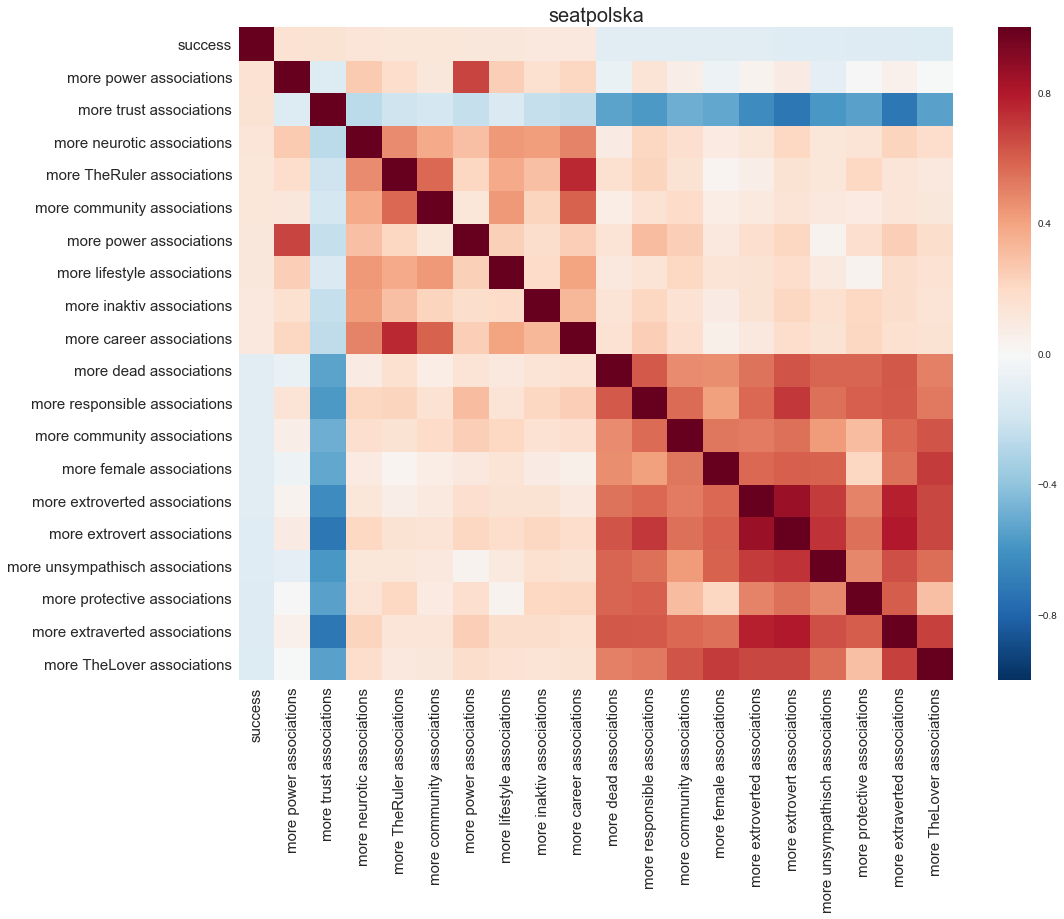 seatpolska
success
more power associations
more trust associations
more neurotic associations
more TheRuler associations
more community associations
more power associations
more lifestyle associations
more inaktiv associations
more career associations
more dead associations
more responsible associations
more community associations
more female associations
more extroverted associations
more extrovert associations
more unsympathisch associations
more protective associations
more extraverted associations
more TheLover associations
success
more power associations
more trust associations
more neurotic associations
more TheRuler associations
more community associations
more power associations
more lifestyle associations
more inaktiv associations
more career associations
more dead associations
more responsible associations
more community associations
more female associations
more extroverted associations
more extrovert associations
more unsympathisch associations
more protective associations
more extraverted associations
more TheLover associations
0.8
0.4
0.0
−0.4
−0.8